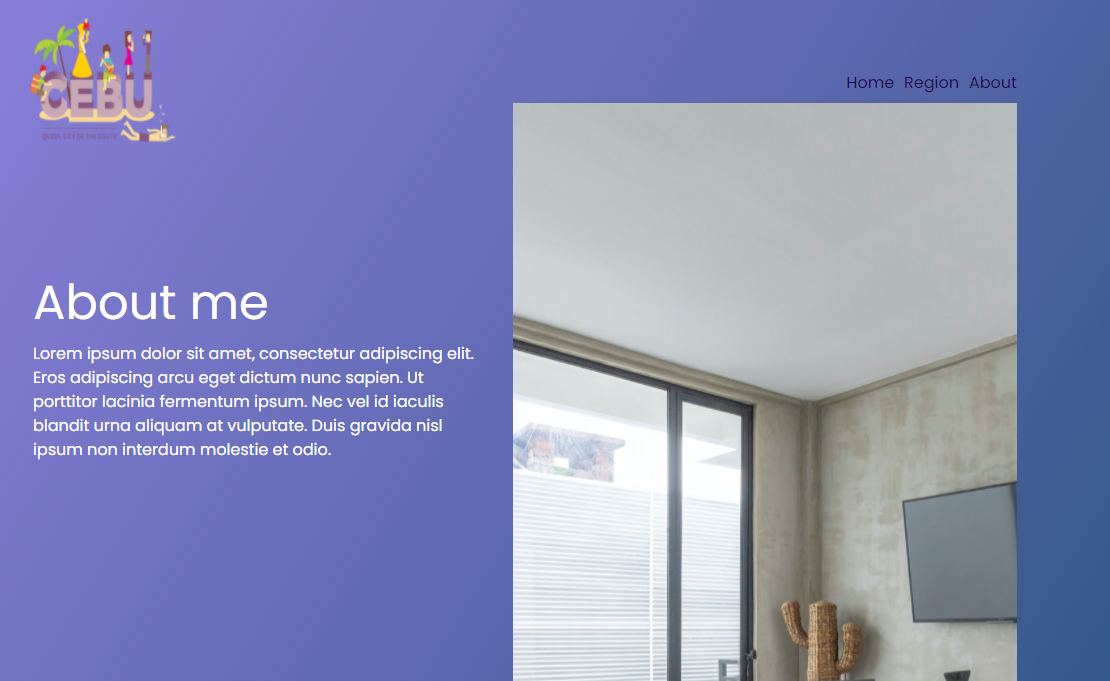 CEBU
QUEEN CITY OF THE SOUTH
Home Region About
About me
Lorem ipsum dolor sit amet, consectetur adipiscing elit.
Eros adipiscing arcu eget dictum nunc sapien. Ut
porttitor lacinia fermentum ipsum. Nec vel id iaculis
blandit urna aliquam at vulputate. Duis gravida nisl
ipsum non interdum molestie et odio.